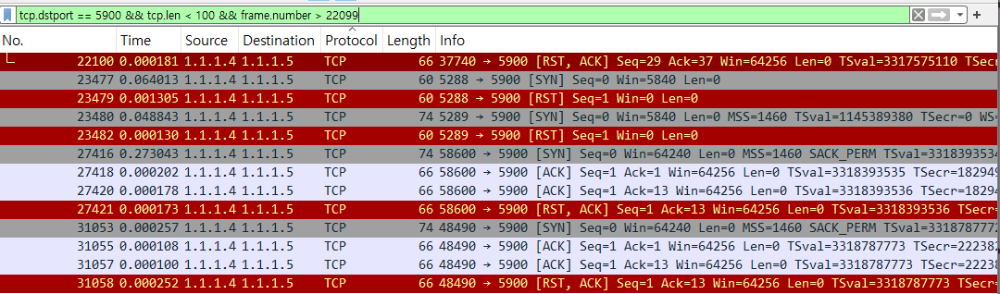 tcp.dstport == 5900 && tcp.len < 100 && frame.number > 22099
No. Time Source Destination Protocol Length Info
22100 0.000181 1.1.1.4 1.1.1.5 TCP 66 37740 → 5900 [RST, ACK] Seq=29 Ack=37 Win=64256 Len=0 TSval=3317575110 TSecr
23477 0.064013 1.1.1.4 1.1.1.5 TCP 60 5288 → 5900 [SYN] Seq=0 Win=5840 Len=0
23479 0.001305 1.1.1.4 1.1.1.5 TCP 60 5288 → 5900 [RST] Seq=1 Win=0 Len=0
23480 0.048843 1.1.1.4 1.1.1.5 TCP 74 5289 → 5900 [SYN] Seq=0 Win=5840 Len=0 MSS=1460 TSval=1145389380 TSecr=0 WS=
23482 0.000130 1.1.1.4 1.1.1.5 TCP 60 5289 → 5900 [RST] Seq=1 Win=0 Len=0
27416 0.273043 1.1.1.4 1.1.1.5 TCP 74 58600 → 5900 [SYN] Seq=0 Win=64240 Len=0 MSS=1460 SACK_PERM TSval=331839353
27418 0.000202 1.1.1.4 1.1.1.5 TCP 66 58600 → 5900 [ACK] Seq=1 Ack=1 Win=64256 Len=0 TSval=3318393535 TSecr=182949
27420 0.000178 1.1.1.4 1.1.1.5 TCP 66 58600 → 5900 [ACK] Seq=1 Ack=13 Win=64256 Len=0 TSval=3318393536 TSecr=18294
27421 0.000173 1.1.1.4 1.1.1.5 TCP 66 58600 → 5900 [RST, ACK] Seq=1 Ack=13 Win=64256 Len=0 TSval=3318393536 TSecr=
31053 0.000257 1.1.1.4 1.1.1.5 TCP 74 48490 → 5900 [SYN] Seq=0 Win=64240 Len=0 MSS=1460 SACK_PERM TSval=331878777
31055 0.000108 1.1.1.4 1.1.1.5 TCP 66 48490 → 5900 [ACK] Seq=1 Ack=1 Win=64256 Len=0 TSval=3318787773 TSecr=222382
31057 0.000100 1.1.1.4 1.1.1.5 TCP 66 48490 → 5900 [ACK] Seq=1 Ack=13 Win=64256 Len=0 TSval=3318787773 TSecr=22238
31058 0.000252 1.1.1.4 1.1.1.5 TCP 66 48490 → 5900 [RST, ACK] Seq=1 Ack=13 Win=64256 Len=0 TSval=3318787773 TSecr=